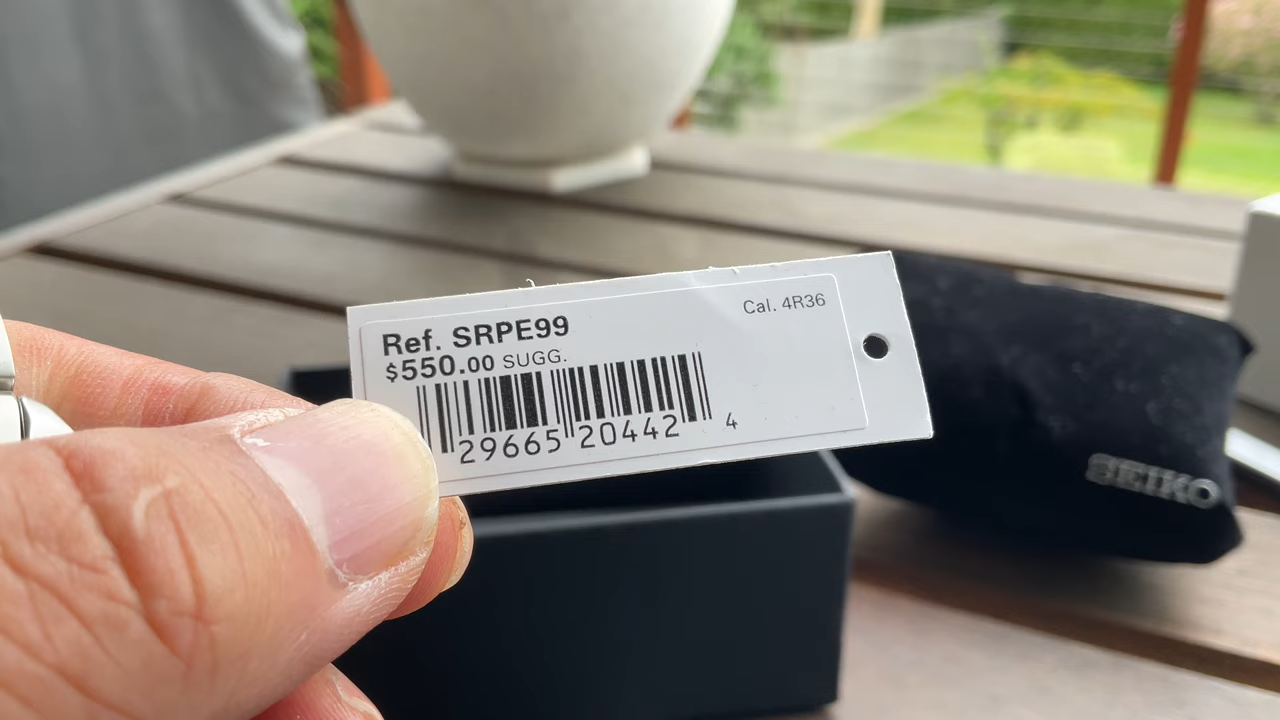 Ref. SRPE99
Cal. 4R36
$550.00 SUGG.
29665 20442 4
SEIKO